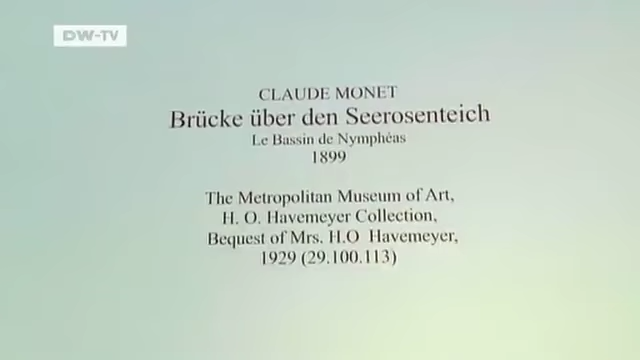 DW-TV
CLAUDE MONET
Brücke über den Seerosenteich
Le Bassin de Nymphéas
1899
The Metropolitan Museum of Art,
H. O. Havemeyer Collection,
Bequest of Mrs. H.O Havemeyer,
1929 (29.100.113)